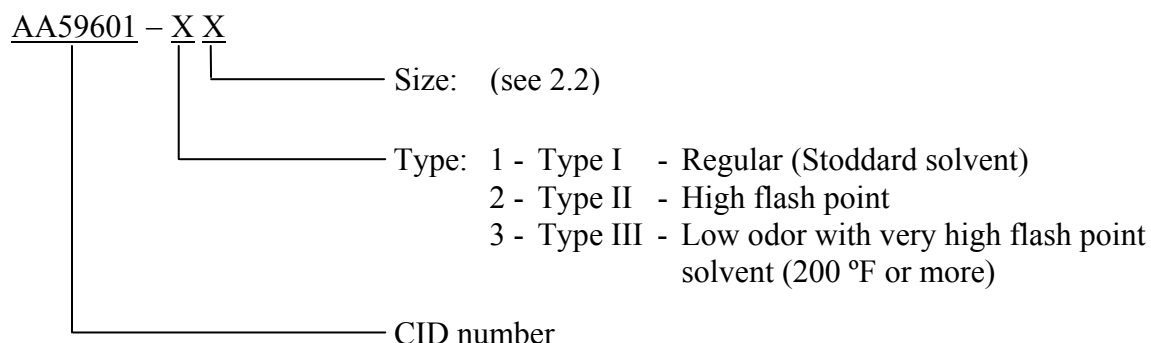 AA59601 – X X
Size: (see 2.2)
Type: 1 - Type I - Regular (Stoddard solvent)
2 - Type II - High flash point
3 - Type III - Low odor with very high flash point
solvent (200 ºF or more)
CID number